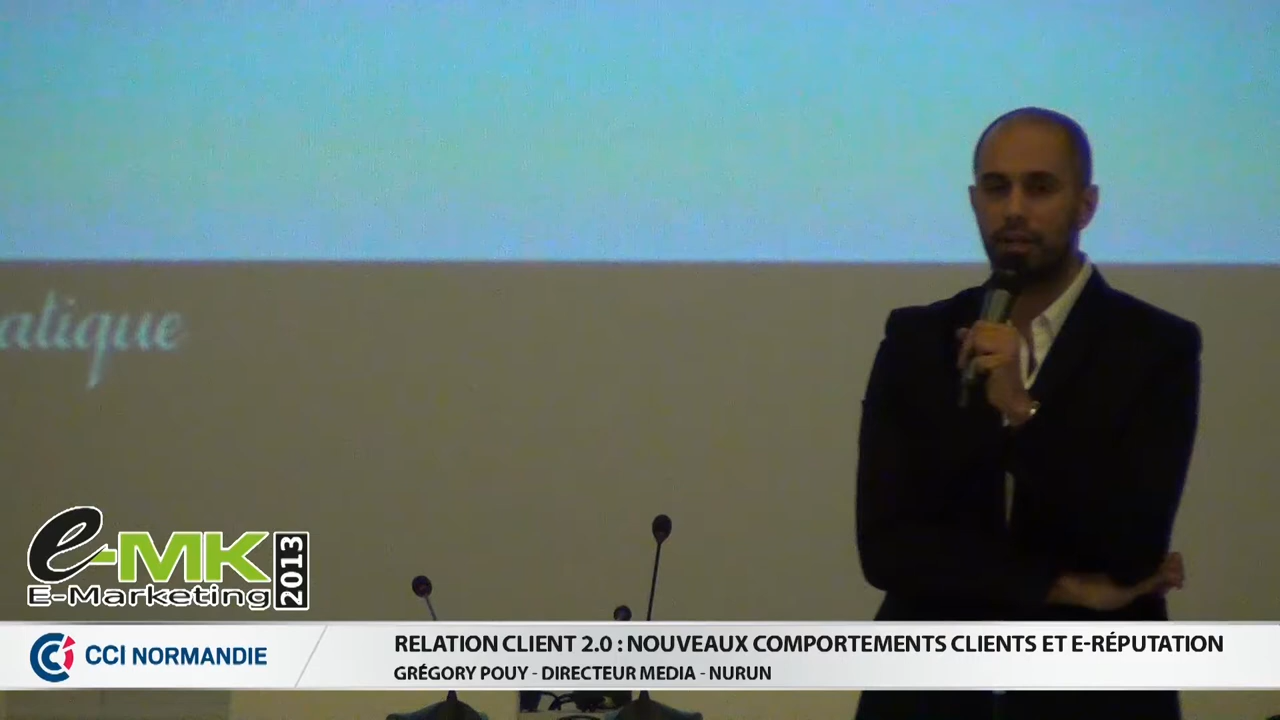 atique
e-MK
2013
E-Marketing
CCI NORMANDIE
RELATION CLIENT 2.0 : NOUVEAUX COMPORTEMENTS CLIENTS ET E-RÉPUTATION
GRÉGORY POUY - DIRECTEUR MEDIA - NURUN